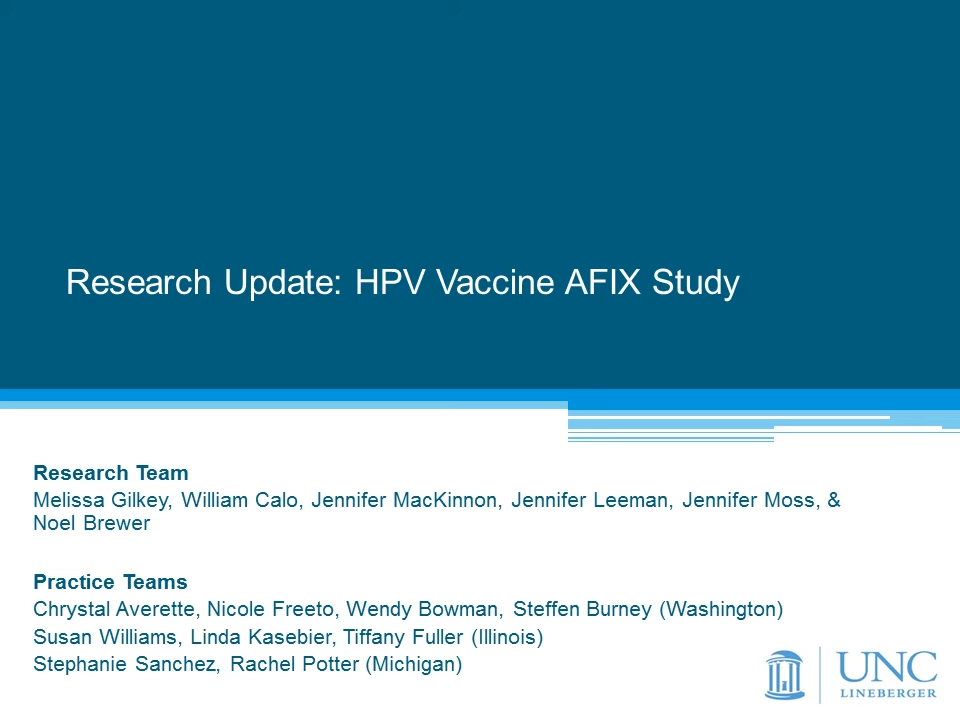 Research Update: HPV Vaccine AFIX Study
Research Team
Melissa Gilkey, William Calo, Jennifer MacKinnon, Jennifer Leeman, Jennifer Moss, &
Noel Brewer
Practice Teams
Chrystal Averette, Nicole Freeto, Wendy Bowman, Steffen Burney (Washington)
Susan Williams, Linda Kasebier, Tiffany Fuller (Illinois)
Stephanie Sanchez, Rachel Potter (Michigan)
UNC
LINEBERGER